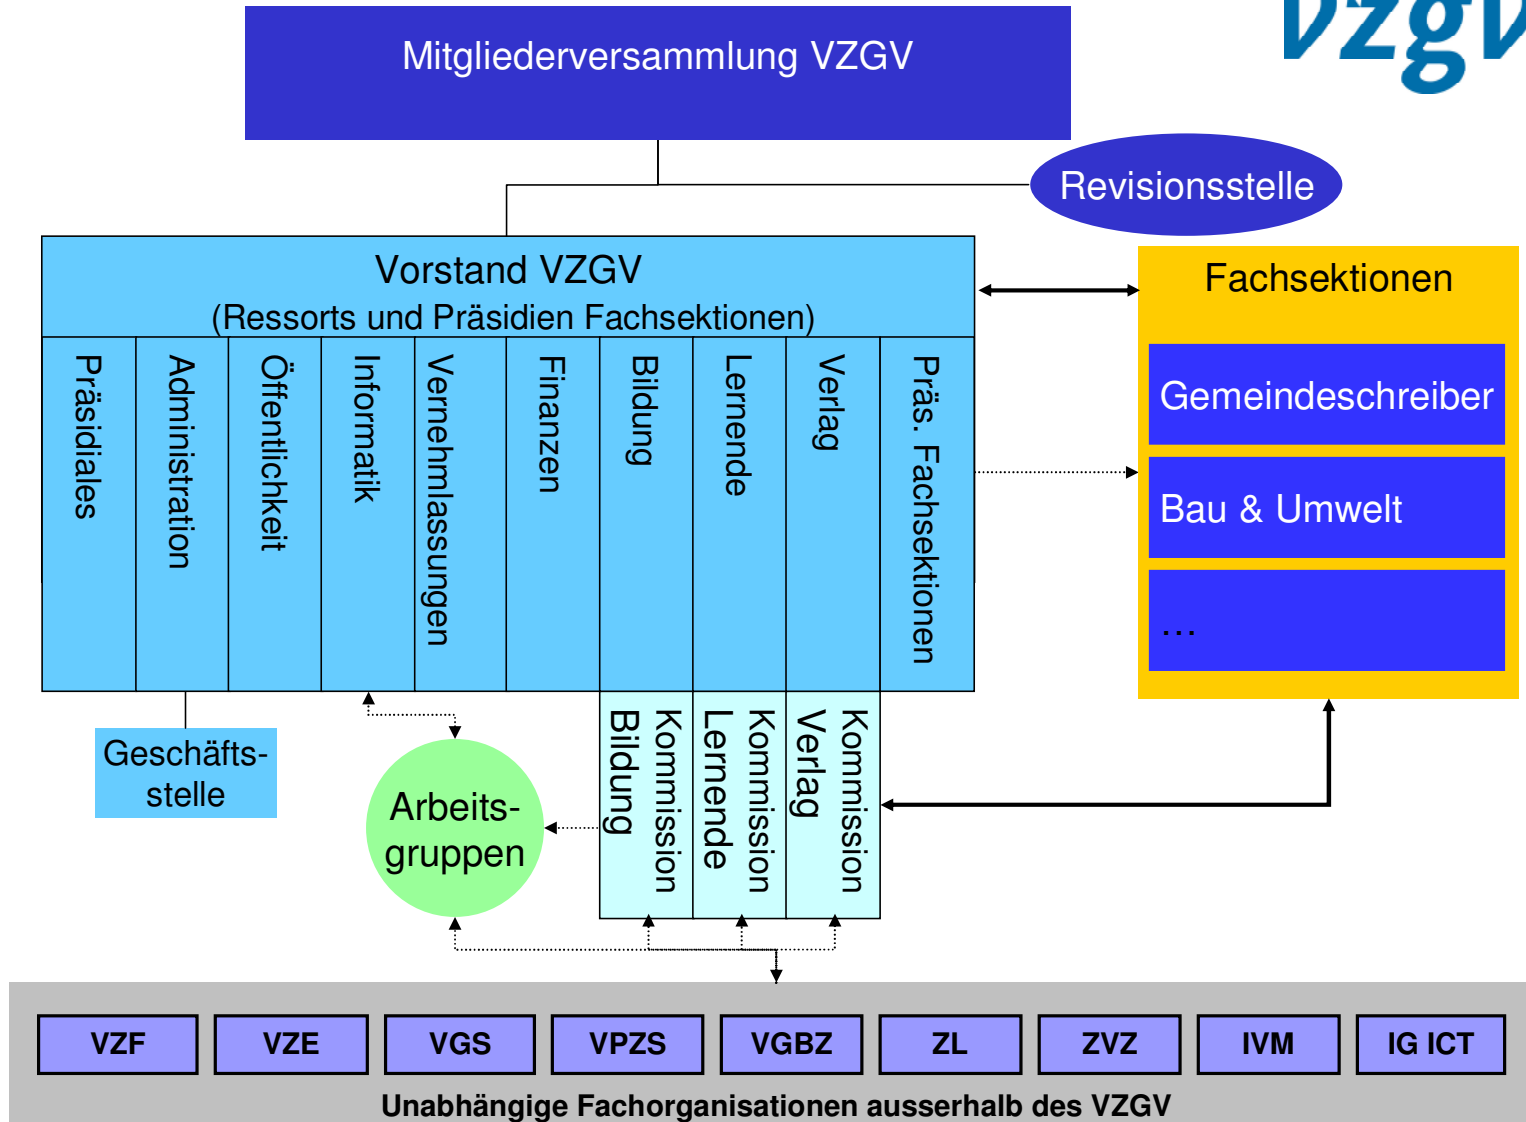 vzgv
Mitgliederversammlung VZGV
Revisionsstelle
Vorstand VZGV
(Ressorts und Präsidien Fachsektionen)
Präsidiales
Administration
Öffentlichkeit
Informatik
Vernehmlassungen
Finanzen
Bildung
Lernende
Verlag
Präs. Fachsektionen
Fachsektionen
Gemeindeschreiber
Bau & Umwelt
...
Geschäfts-
stelle
Arbeits-
gruppen
Kommission
Bildung
Kommission
Lernende
Kommission
Verlag
VZF
VZE
VGS
VPZS
VGBZ
ZL
ZVZ
IVM
IG ICT
Unabhängige Fachorganisationen ausserhalb des VZGV